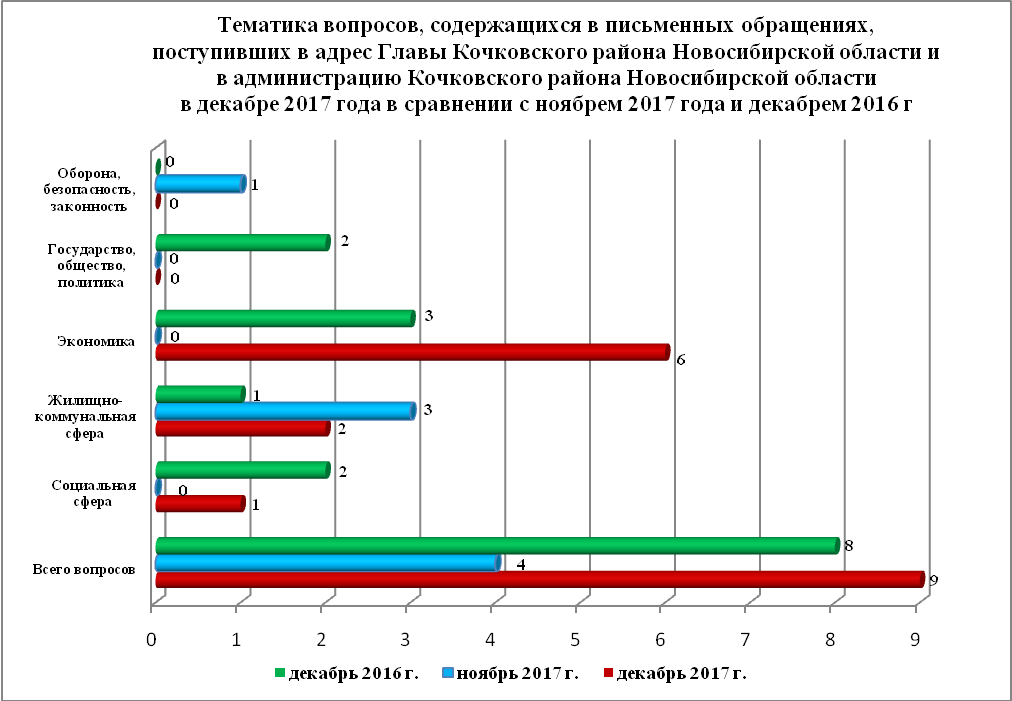 Тематика вопросов, содержащихся в письменных обращениях,
поступивших в адрес Главы Кочковского района Новосибирской области и
в администрацию Кочковского района Новосибирской области
в декабре 2017 года в сравнении с ноябрем 2017 года и декабрем 2016 г
Оборона,
безопасность,
законность
0
1
0
Государство,
общество,
политика
2
0
0
Экономика
3
0
6
Жилищно-
коммунальная
сфера
1
3
2
Социальная
сфера
2
0
1
Всего вопросов
8
4
9
0 1 2 3 4 5 6 7 8 9
декабрь 2016 г. ноябрь 2017 г. декабрь 2017 г.